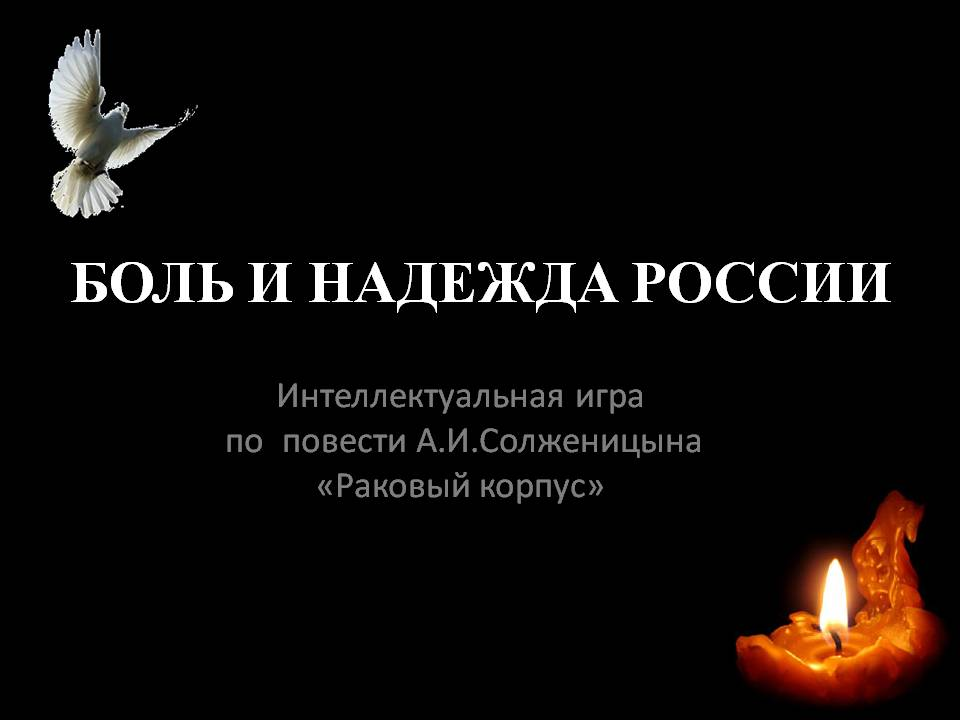 БОЛЬ И НАДЕЖДА РОССИИ
Интеллектуальная игра
по  повести А.И.Солженицына
«Раковый корпус»